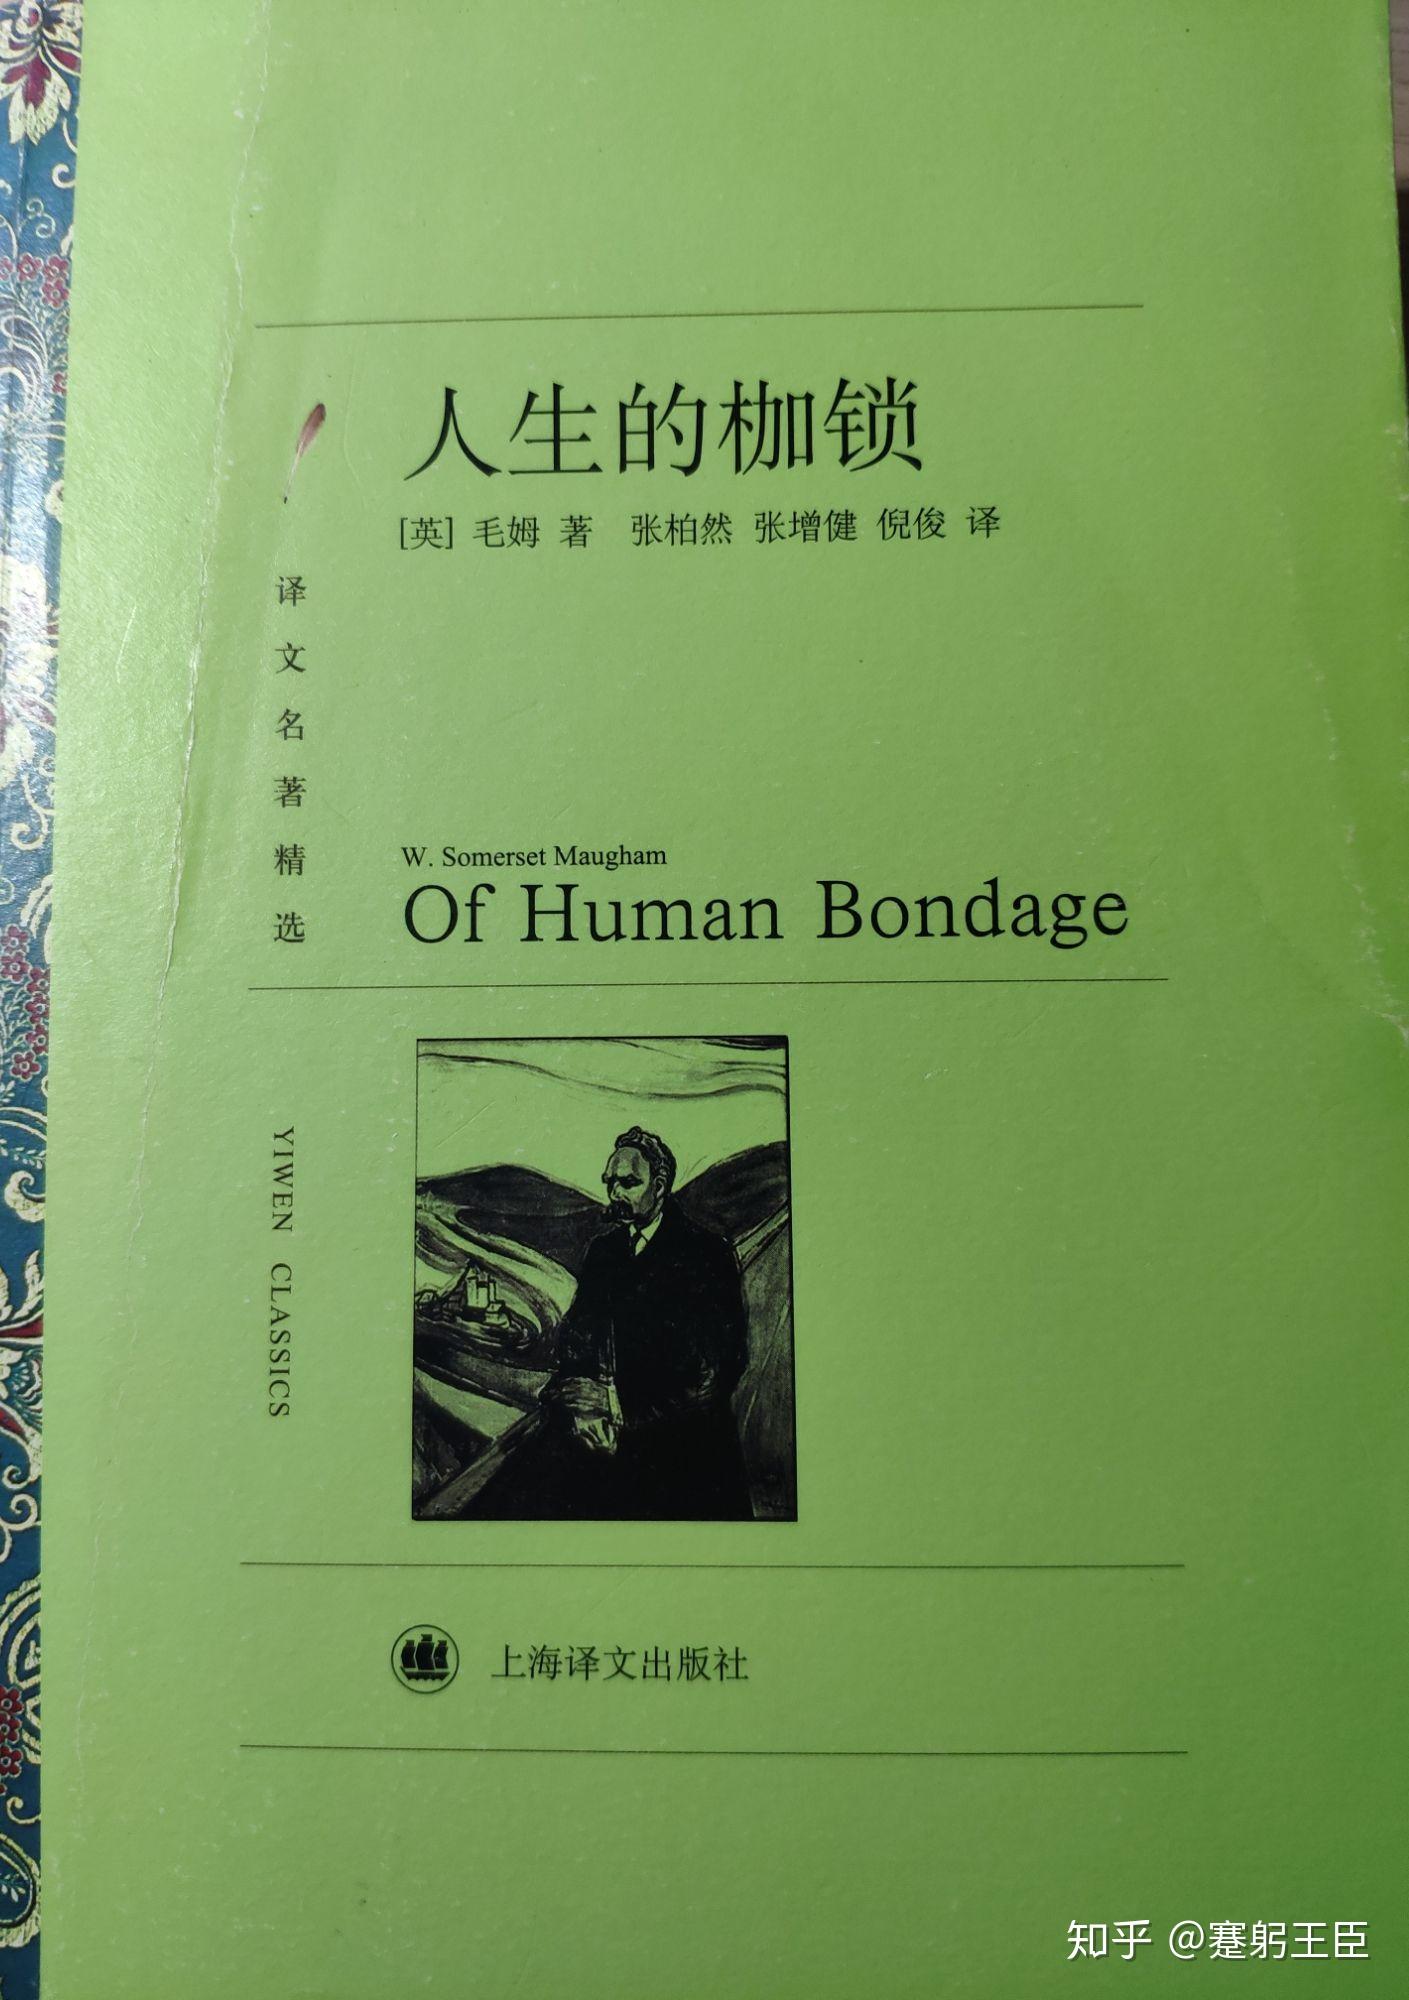 人生的枷锁
[英] 毛姆 著 张柏然 张增健 倪俊 译
译文名著精选
W. Somerset Maugham
Of Human Bondage
YIWEN CLASSICS
上海译文出版社
知乎 @蹇躬王臣